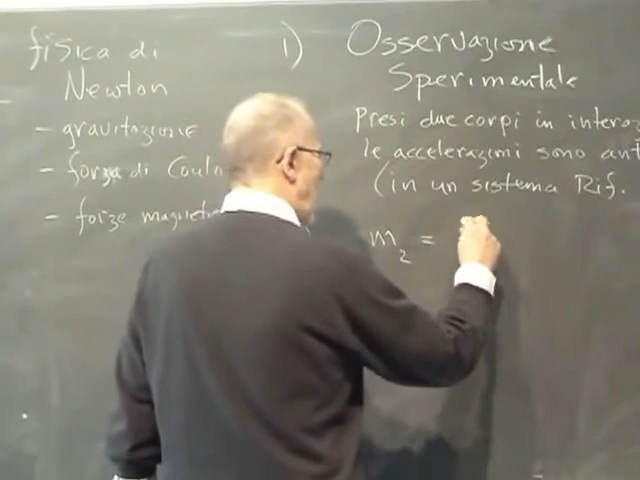 fisica di
Newton
- gravitazione
- forza di Coulo
- forze magnetic
1) Osservazione
Sperimentale
Presi due corpi in intera
le accelerazioni sono ant
(in un sistema Rif.
m2 =